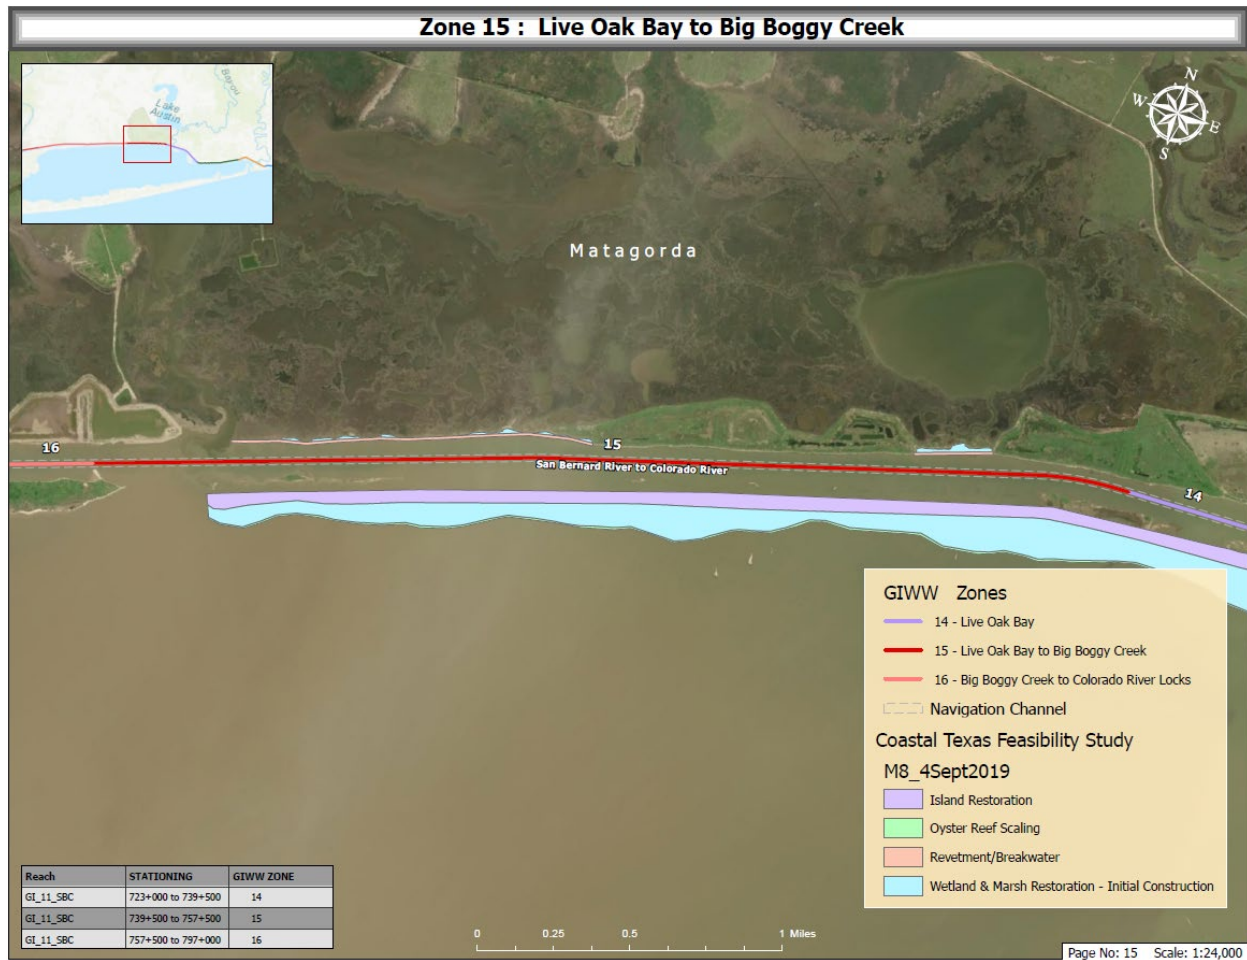 Zone 15 : Live Oak Bay to Big Boggy Creek
Lake
Austin
Bayou
N
W
E
S
Matagorda
16
15
San Bernard River to Colorado River
14
GIWW Zones
14 - Live Oak Bay
15 - Live Oak Bay to Big Boggy Creek
16 - Big Boggy Creek to Colorado River Locks
Navigation Channel
Coastal Texas Feasibility Study
M8_4Sept2019
Island Restoration
Oyster Reef Scaling
Revetment/Breakwater
Wetland & Marsh Restoration - Initial Construction
Reach STATIONING GIWW ZONE
GI_11_SBC 723+000 to 739+500 14
GI_11_SBC 739+500 to 757+500 15
GI_11_SBC 757+500 to 797+000 16
0 0.25 0.5 1 Miles
Page No: 15 Scale: 1:24,000